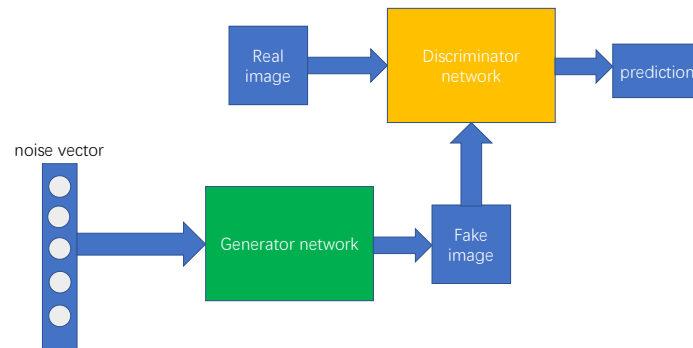 Real
image
Discriminator
network
prediction
noise vector
Generator network
Fake
image